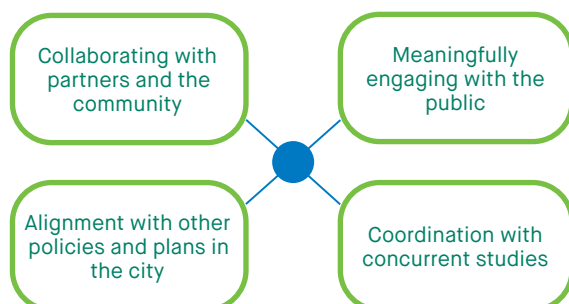 Collaborating with
partners and the
community
Meaningfully
engaging with the
public
Alignment with other
policies and plans in
the city
Coordination with
concurrent studies